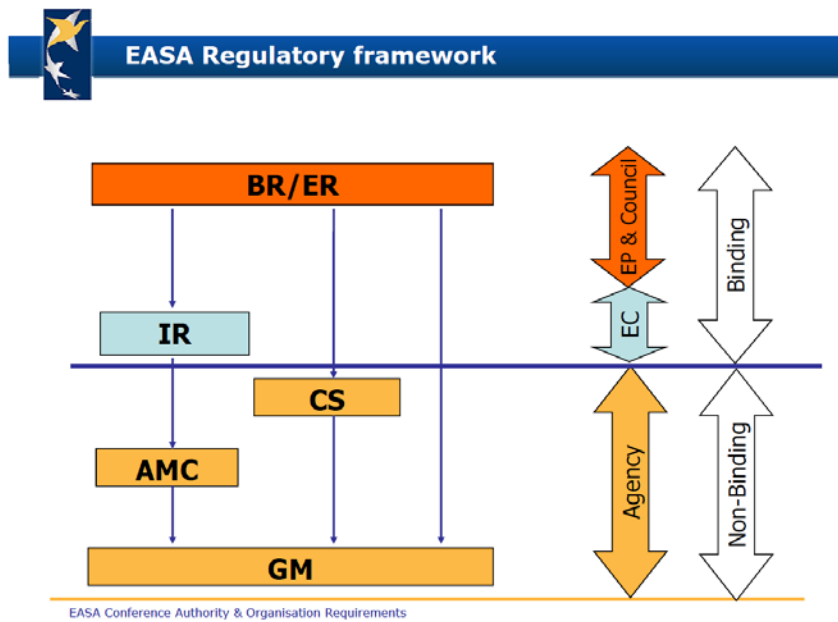 EASA Regulatory framework
BR/ER
IR
CS
AMC
GM
EP & Council
EC
Agency
Binding
Non-Binding
EASA Conference Authority & Organisation Requirements